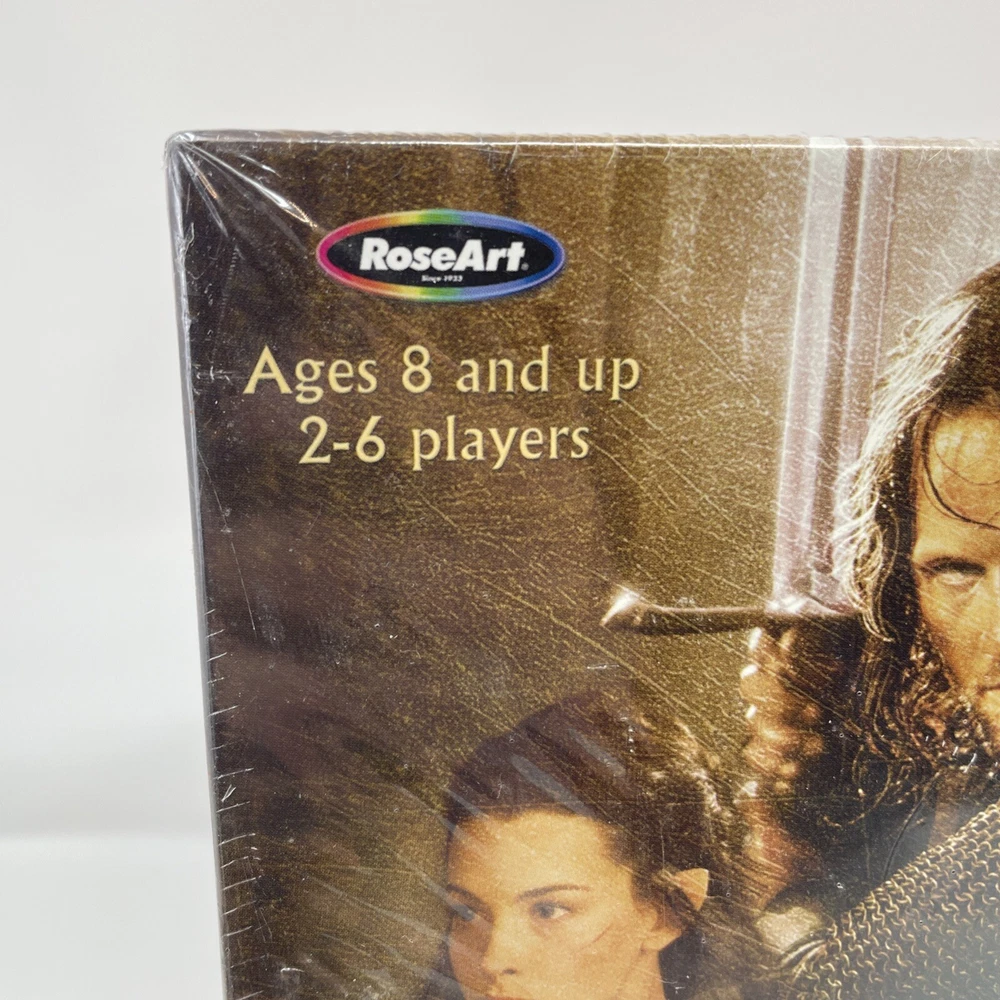 RoseArt®
Since 1923
Ages 8 and up
2-6 players